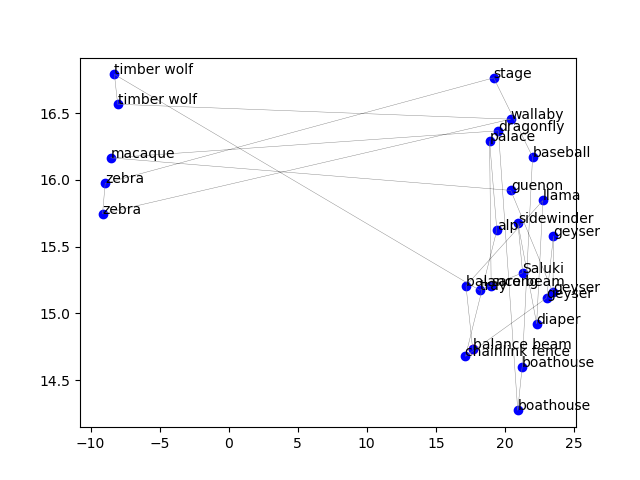 timber wolf
stage
timber wolf
wallaby
dragonfly
palace
macaque
baseball
zebra
guenon
llama
zebra
sidewinder
alp
geyser
Saluki
balance beam
geyser
geyser
diaper
balance beam
chainlink fence
boathouse
boathouse
16.5
16.0
15.5
15.0
14.5
−10
−5
0
5
10
15
20
25